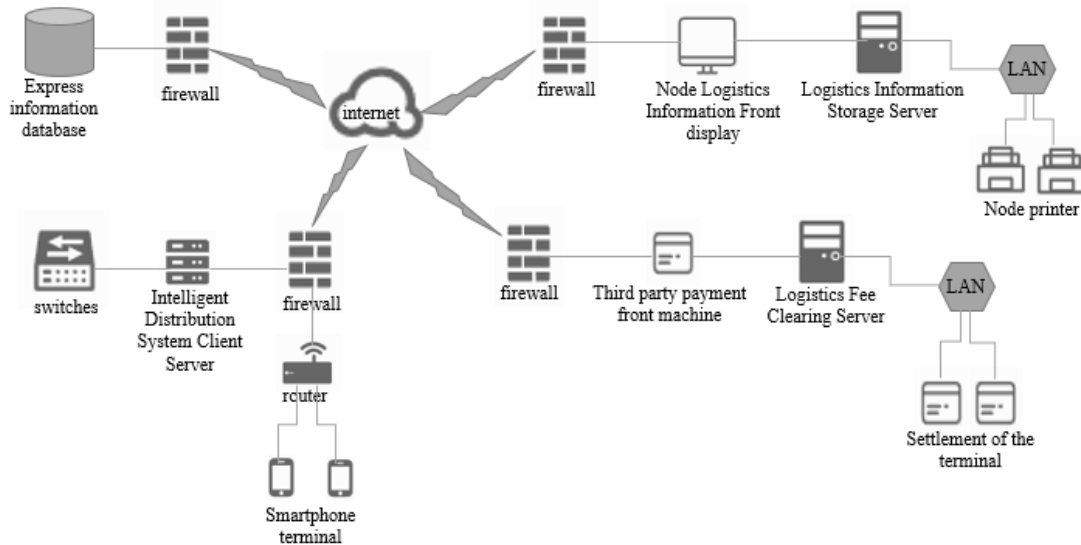 Express
information
database
firewall
internet
firewall
Node Logistics
Information Front
display
Logistics Information
Storage Server
LAN
Node printer
switches
Intelligent
Distribution
System Client
Server
firewall
router
Smartphone
terminal
firewall
Third party payment
front machine
Logistics Fee
Clearing Server
LAN
Settlement of the
terminal